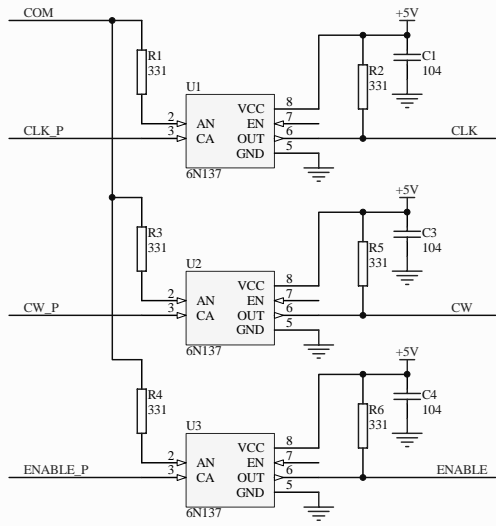 COM
R1
331
U1
+5V
C1
104
R2
331
VCC 8
2 AN EN 7
CLK_P 3 CA OUT 6 CLK
GND 5
6N137
R3
331
U2
+5V
C3
104
R5
331
VCC 8
2 AN EN 7
CW_P 3 CA OUT 6 CW
GND 5
6N137
R4
331
U3
+5V
C4
104
R6
331
VCC 8
2 AN EN 7
ENABLE_P 3 CA OUT 6 ENABLE
GND 5
6N137